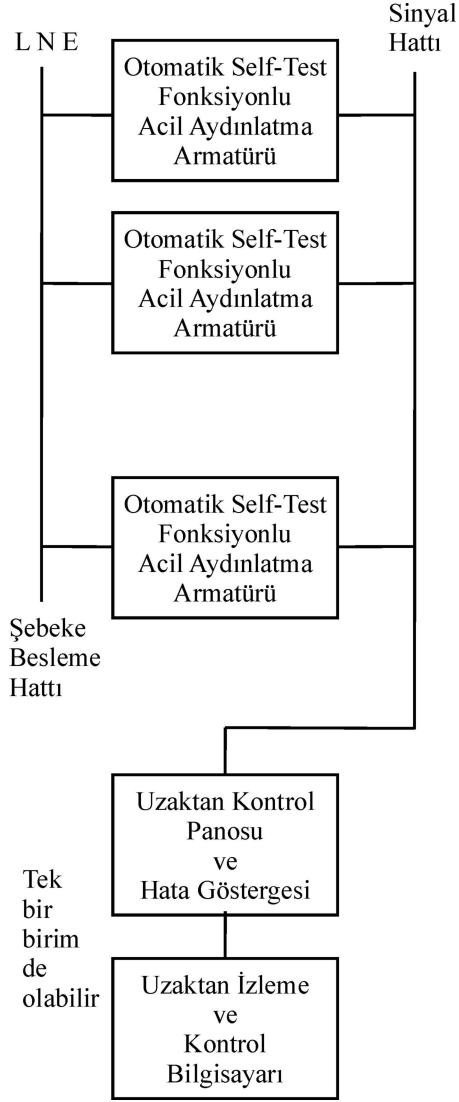 L N E
Sinyal
Hattı
Otomatik Self-Test
Fonksiyonlu
Acil Aydınlatma
Armatürü
Otomatik Self-Test
Fonksiyonlu
Acil Aydınlatma
Armatürü
Otomatik Self-Test
Fonksiyonlu
Acil Aydınlatma
Armatürü
Şebeke
Besleme
Hattı
Uzaktan Kontrol
Panosu
ve
Hata Göstergesi
Tek
bir
birim
de
olabilir
Uzaktan İzleme
ve
Kontrol
Bilgisayarı